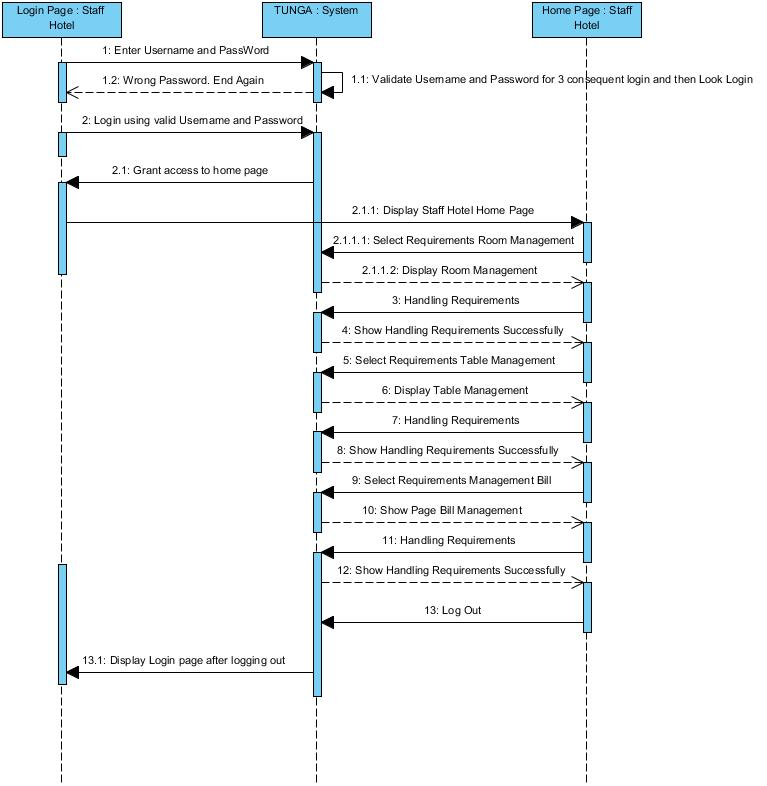 Login Page : Staff
Hotel
TUNGA : System
Home Page : Staff
Hotel
1: Enter Username and PassWord
1.2: Wrong Password. End Again
1.1: Validate Username and Password for 3 consequent login and then Look Login
2: Login using valid Username and Password
2.1: Grant access to home page
2.1.1: Display Staff Hotel Home Page
2.1.1.1: Select Requirements Room Management
2.1.1.2: Display Room Management
3: Handling Requirements
4: Show Handling Requirements Successfully
5: Select Requirements Table Management
6: Display Table Management
7: Handling Requirements
8: Show Handling Requirements Successfully
9: Select Requirements Management Bill
10: Show Page Bill Management
11: Handling Requirements
12: Show Handling Requirements Successfully
13: Log Out
13.1: Display Login page after logging out